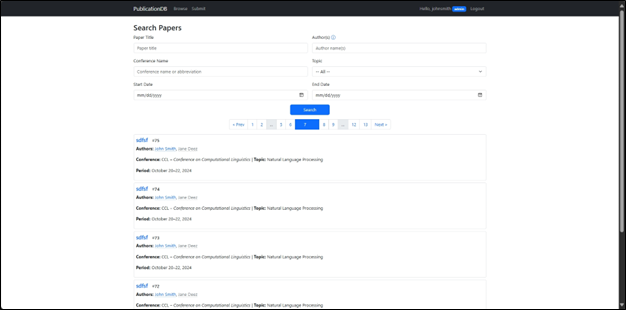 PublicationDB Browse Submit Hello, johnsmith admin Logout
Search Papers
Paper Title Author(s) ⓘ
Paper title Author name(s)
Conference Name Topic
Conference name or abbreviation -- All --
Start Date End Date
mm/dd/yyyy mm/dd/yyyy
Search
« Prev 1 2 ... 5 6 7 8 9 ... 12 13 Next »
sdfsf #75
Authors: John Smith, Jane Does
Conference: CCL – Conference on Computational Linguistics | Topic: Natural Language Processing
Period: October 20–22, 2024
sdfsf #74
Authors: John Smith, Jane Does
Conference: CCL – Conference on Computational Linguistics | Topic: Natural Language Processing
Period: October 20–22, 2024
sdfsf #73
Authors: John Smith, Jane Does
Conference: CCL – Conference on Computational Linguistics | Topic: Natural Language Processing
Period: October 20–22, 2024
sdfsf #72
Authors: John Smith, Jane Does
Conference: CCL – Conference on Computational Linguistics | Topic: Natural Language Processing